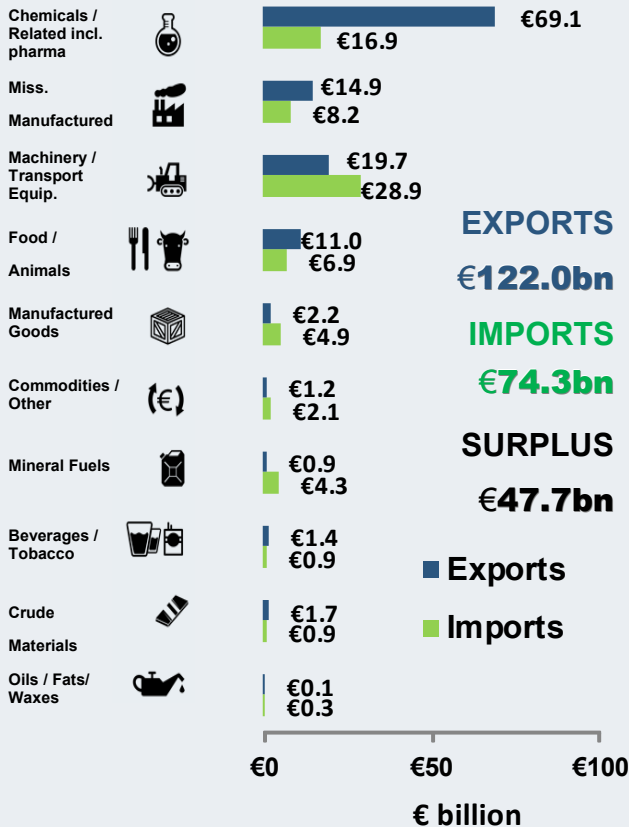 Chemicals /
Related incl.
pharma
€69.1
€16.9
Miss.
Manufactured
€14.9
€8.2
Machinery /
Transport
Equip.
€19.7
€28.9
Food /
Animals
€11.0
€6.9
EXPORTS
€122.0bn
Manufactured
Goods
€2.2
€4.9
IMPORTS
€74.3bn
Commodities /
Other
(€)
€1.2
€2.1
SURPLUS
€47.7bn
Mineral Fuels
€0.9
€4.3
Beverages /
Tobacco
€1.4
€0.9
Exports
Imports
Crude
Materials
€1.7
€0.9
Oils / Fats/
Waxes
€0.1
€0.3
€0
€50
€100
€ billion